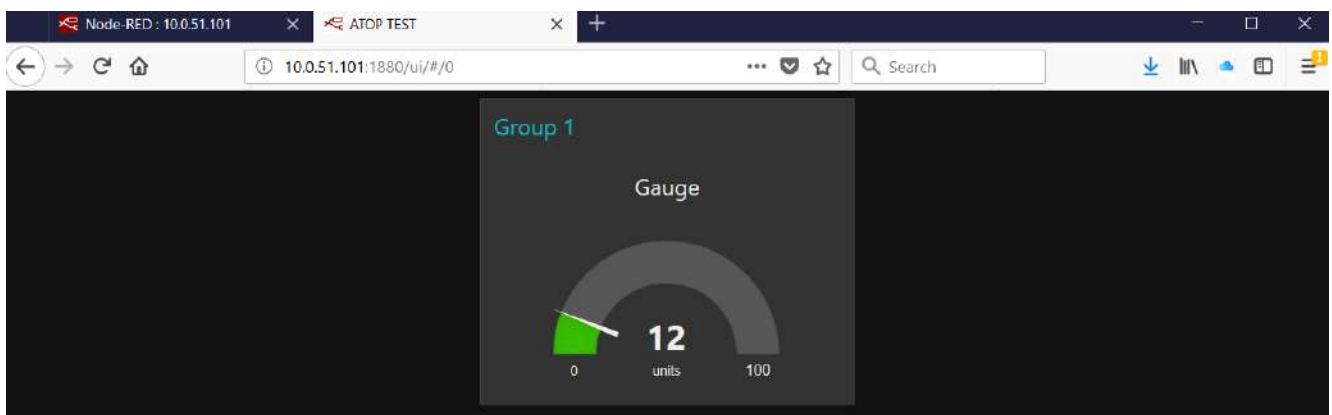 Node-RED : 10.0.51.101
ATOP TEST
10.0.51.101:1880/ui/#/0
Search
Group 1
Gauge
12
0 units 100